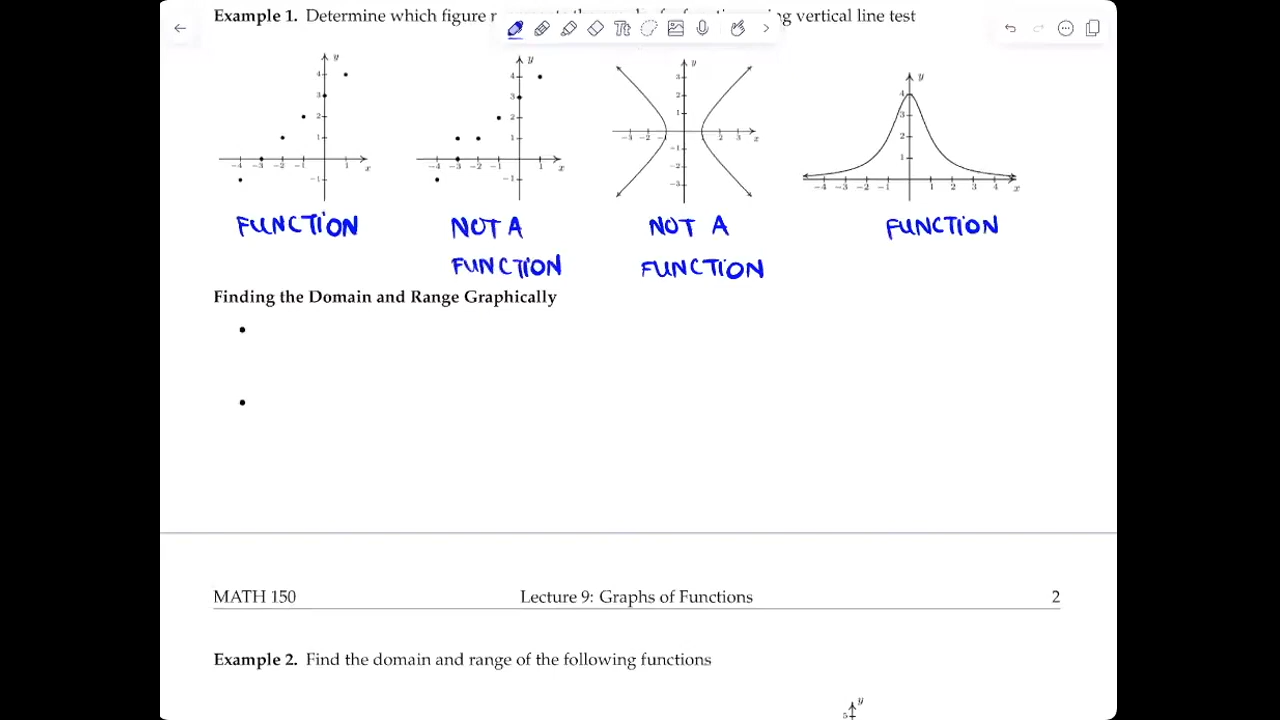 Example 1. Determine which figure r g vertical line test
FUNCTION
NOT A
FUNCTION
NOT A
FUNCTION
FUNCTION
Finding the Domain and Range Graphically
MATH 150 Lecture 9: Graphs of Functions 2
Example 2. Find the domain and range of the following functions